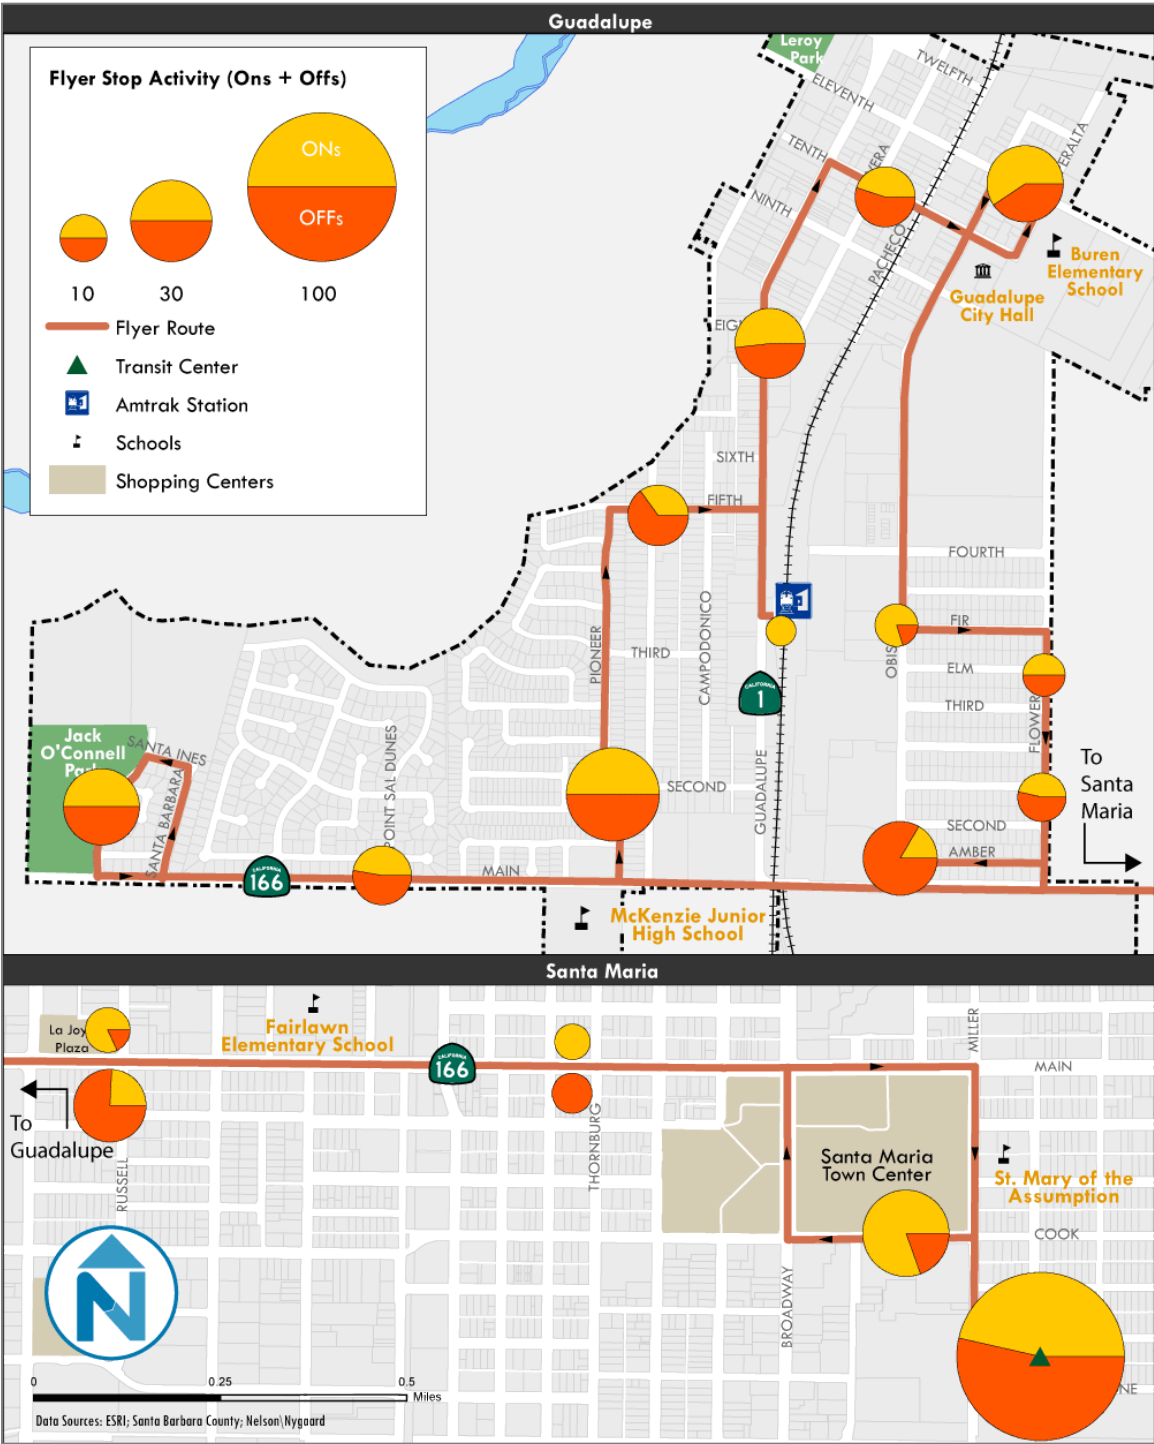 Guadalupe
Flyer Stop Activity (Ons + Offs)
ONs
OFFs
10
30
100
Flyer Route
Transit Center
Amtrak Station
Schools
Shopping Centers
Leroy
Park
TWELFTH
ELEVENTH
TENTH
NINTH
PACHECO
Buren
Elementary
School
Guadalupe
City Hall
SIXTH
FIFTH
FOURTH
FIR
ELM
THIRD
FLOWER
SECOND
AMBER
PIONEER
THIRD
CAMPODONICO
CALIFORNIA
1
GUADALUPE
SECOND
To
Santa
Maria
Jack
O'Connell
Park
SANTA INES
SANTA BARBARA
POINT SAL DUNES
CALIFORNIA
166
MAIN
McKenzie Junior
High School
Santa Maria
La Joy
Plaza
Fairlawn
Elementary School
CALIFORNIA
166
MILLER
MAIN
To
Guadalupe
RUSSELL
THORNBURG
Santa Maria
Town Center
St. Mary of the
Assumption
COOK
BROADWAY
N
0
0.25
0.5
Miles
Data Sources: ESRI; Santa Barbara County; Nelson\Nygaard